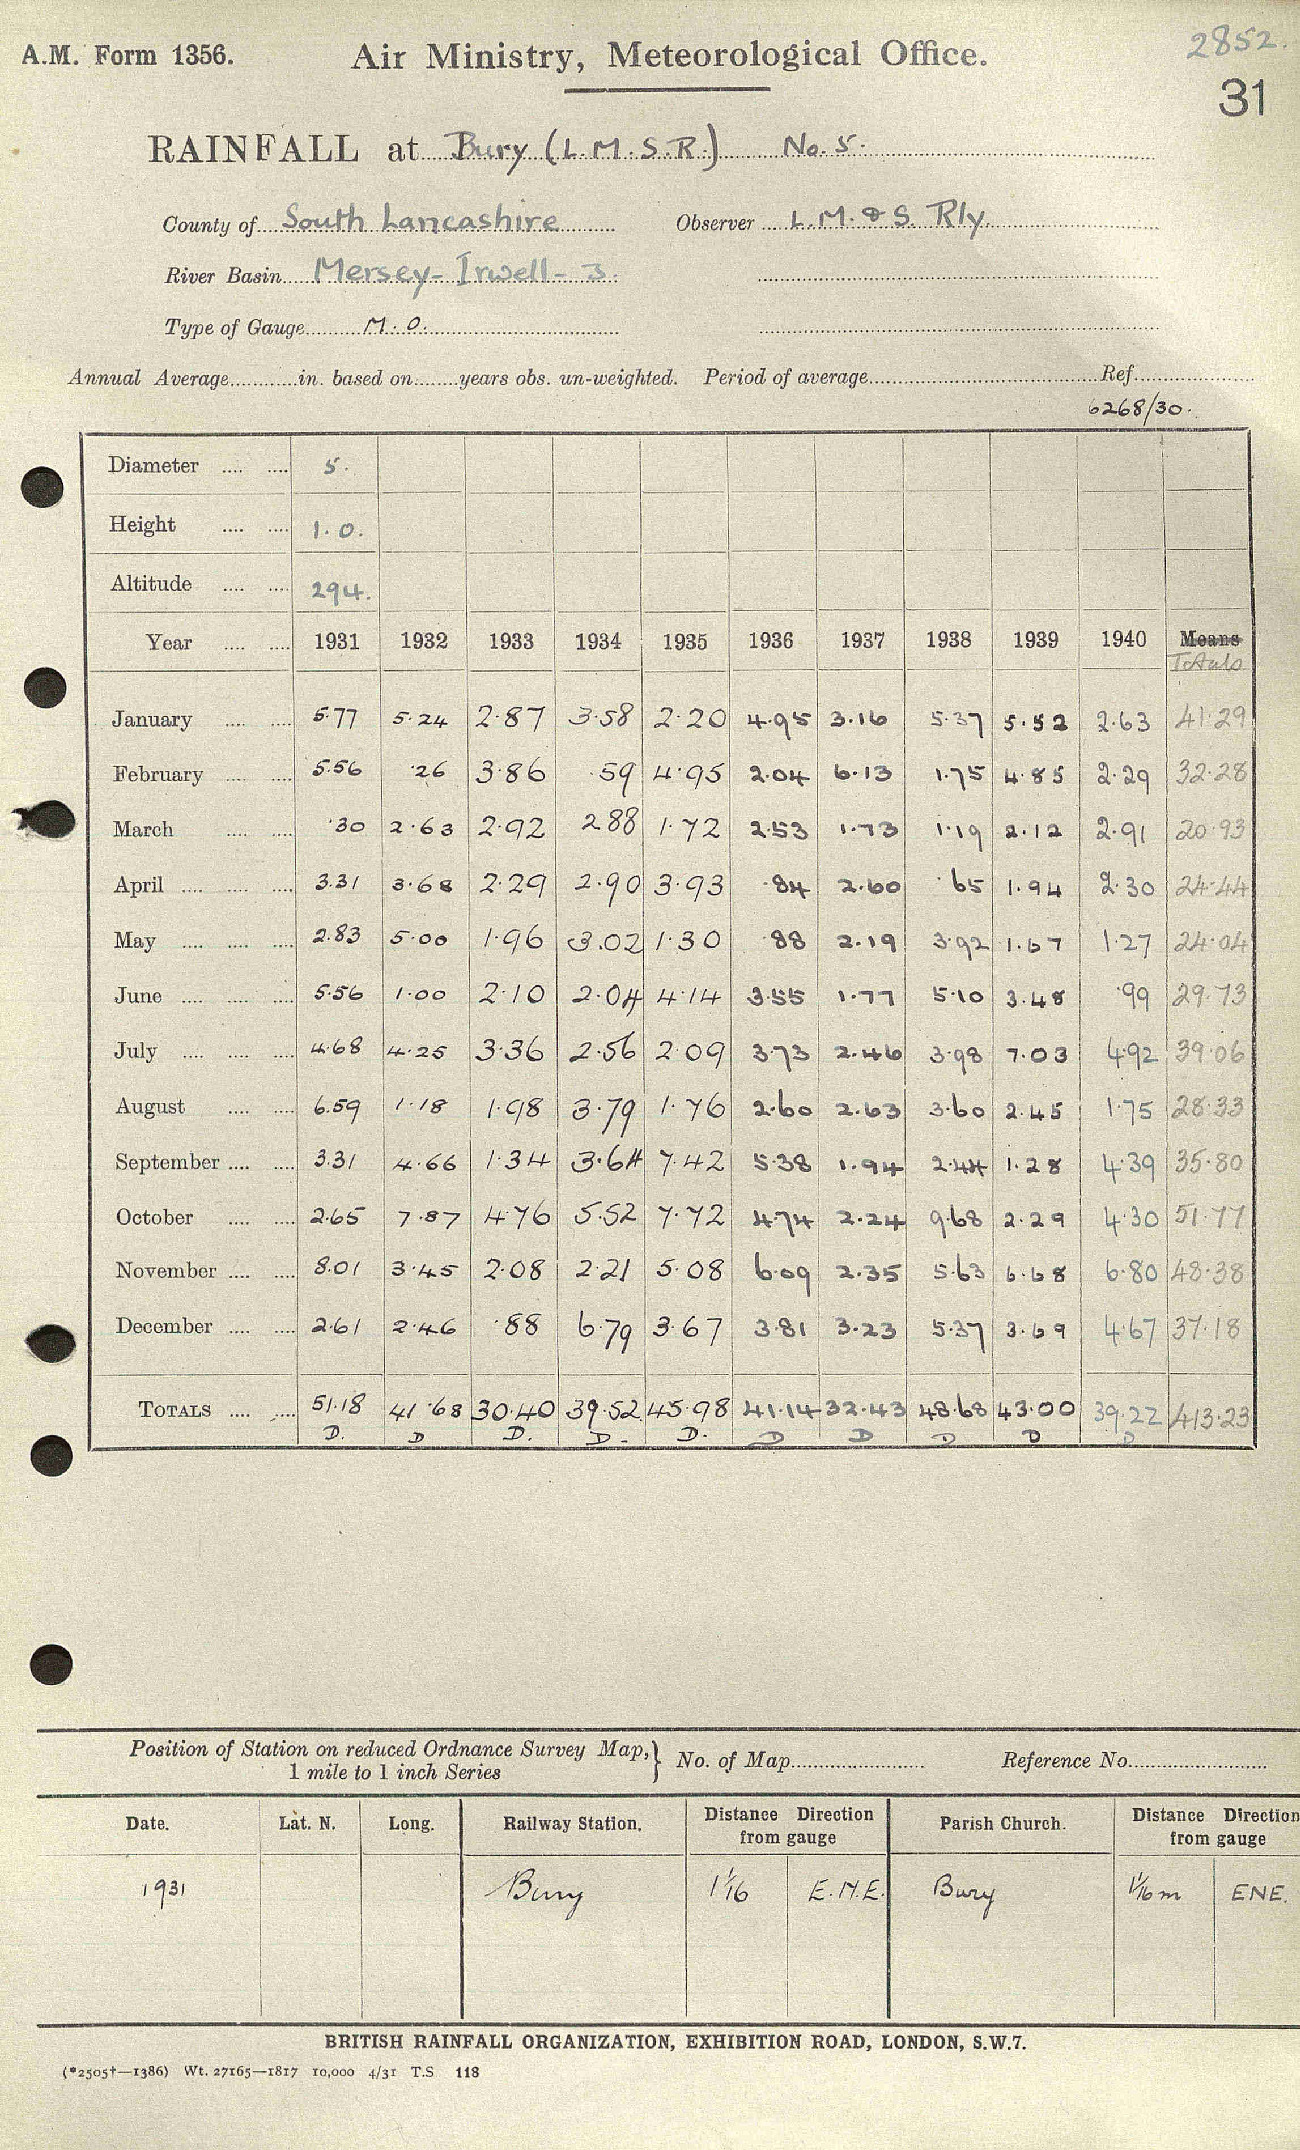 A.M. Form 1356. Air Ministry, Meteorological Office. 2852.
31
RAINFALL at Bury (L.M.S.R.) No. 5.
County of South Lancashire Observer L.M. & S. Rly.
River Basin Mersey - Irwell - 3.
Type of Gauge M.O.
Annual Average in. based on years obs. un-weighted. Period of average Ref.
6268/30.
Diameter 5.
Height 1.0.
Altitude 294.
Year 1931 1932 1933 1934 1935 1936 1937 1938 1939 1940 Means
Totals
January 5.77 5.24 2.87 3.58 2.20 4.95 3.16 5.37 5.52 2.63 41.29
February 5.56 .26 3.86 .59 4.95 2.04 6.13 1.75 4.85 2.29 32.28
March .30 2.63 2.92 2.88 1.72 2.53 1.73 1.19 2.12 2.91 20.93
April 3.31 3.68 2.29 2.90 3.93 .84 2.60 .65 1.94 2.30 24.44
May 2.83 5.00 1.96 3.02 1.30 .88 2.19 3.92 1.67 1.27 24.04
June 5.56 1.00 2.10 2.04 4.14 3.55 1.77 5.10 3.48 .99 29.73
July 4.68 4.25 3.36 2.56 2.09 3.73 2.46 3.98 7.03 4.92 39.06
August 6.59 1.18 1.98 3.79 1.76 2.60 2.63 3.60 2.45 1.75 28.33
September 3.31 4.66 1.34 3.64 7.42 5.38 1.94 2.44 1.28 4.39 35.80
October 2.65 7.87 4.76 5.52 7.72 4.74 2.24 9.68 2.29 4.30 51.77
November 8.01 3.45 2.08 2.21 5.08 6.09 2.35 5.63 6.68 6.80 48.38
December 2.61 2.46 .88 6.79 3.67 3.81 3.23 5.37 3.69 4.67 37.18
TOTALS 51.18 41.68 30.40 39.52 45.98 41.14 32.43 48.68 43.00 39.22 413.23
D. D D. D. D. D D D D D
Position of Station on reduced Ordnance Survey Map,} No. of Map Reference No.
1 mile to 1 inch Series
Date. Lat. N. Long. Railway Station. Distance Direction Parish Church. Distance Direction
from gauge from gauge
1931 Bury 1 1/16 E.N.E. Bury 1 1/16 m ENE.
BRITISH RAINFALL ORGANIZATION, EXHIBITION ROAD, LONDON, S.W.7.
(*2505†—1386) Wt. 27165—1817 10,000 4/31 T.S 118